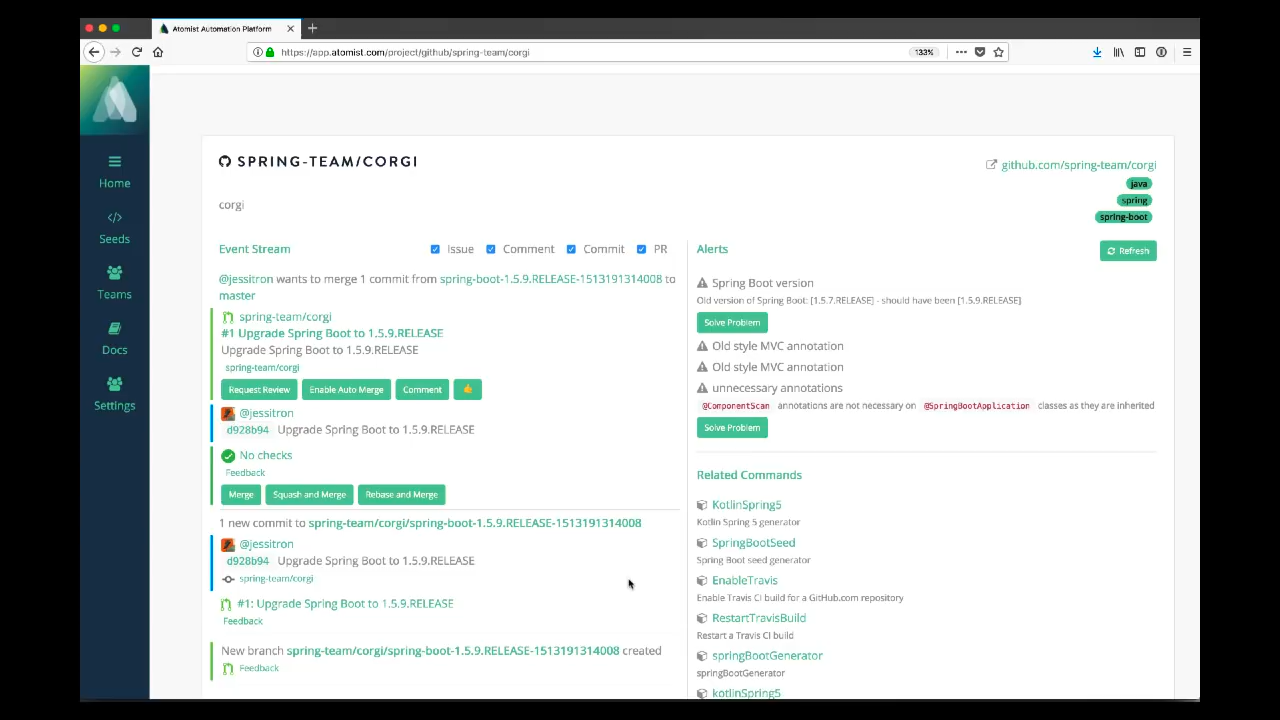 Atomist Automation Platform
https://app.atomist.com/project/github/spring-team/corgi
133%
Home
Seeds
Teams
Docs
Settings
SPRING-TEAM/CORGI
github.com/spring-team/corgi
java
spring
spring-boot
corgi
Event Stream
Issue Comment Commit PR
@jessitron wants to merge 1 commit from spring-boot-1.5.9.RELEASE-1513191314008 to
master
spring-team/corgi
#1 Upgrade Spring Boot to 1.5.9.RELEASE
Upgrade Spring Boot to 1.5.9.RELEASE
spring-team/corgi
Request Review Enable Auto Merge Comment
@jessitron
d928b94 Upgrade Spring Boot to 1.5.9.RELEASE
No checks
Feedback
Merge Squash and Merge Rebase and Merge
1 new commit to spring-team/corgi/spring-boot-1.5.9.RELEASE-1513191314008
@jessitron
d928b94 Upgrade Spring Boot to 1.5.9.RELEASE
spring-team/corgi
#1: Upgrade Spring Boot to 1.5.9.RELEASE
Feedback
New branch spring-team/corgi/spring-boot-1.5.9.RELEASE-1513191314008 created
Feedback
Alerts
Refresh
Spring Boot version
Old version of Spring Boot: [1.5.7.RELEASE] - should have been [1.5.9.RELEASE]
Solve Problem
Old style MVC annotation
Old style MVC annotation
unnecessary annotations
@ComponentScan annotations are not necessary on @SpringBootApplication classes as they are inherited
Solve Problem
Related Commands
KotlinSpring5
Kotlin Spring 5 generator
SpringBootSeed
Spring Boot seed generator
EnableTravis
Enable Travis CI build for a GitHub.com repository
RestartTravisBuild
Restart a Travis CI build
springBootGenerator
springBootGenerator
kotlinSpring5